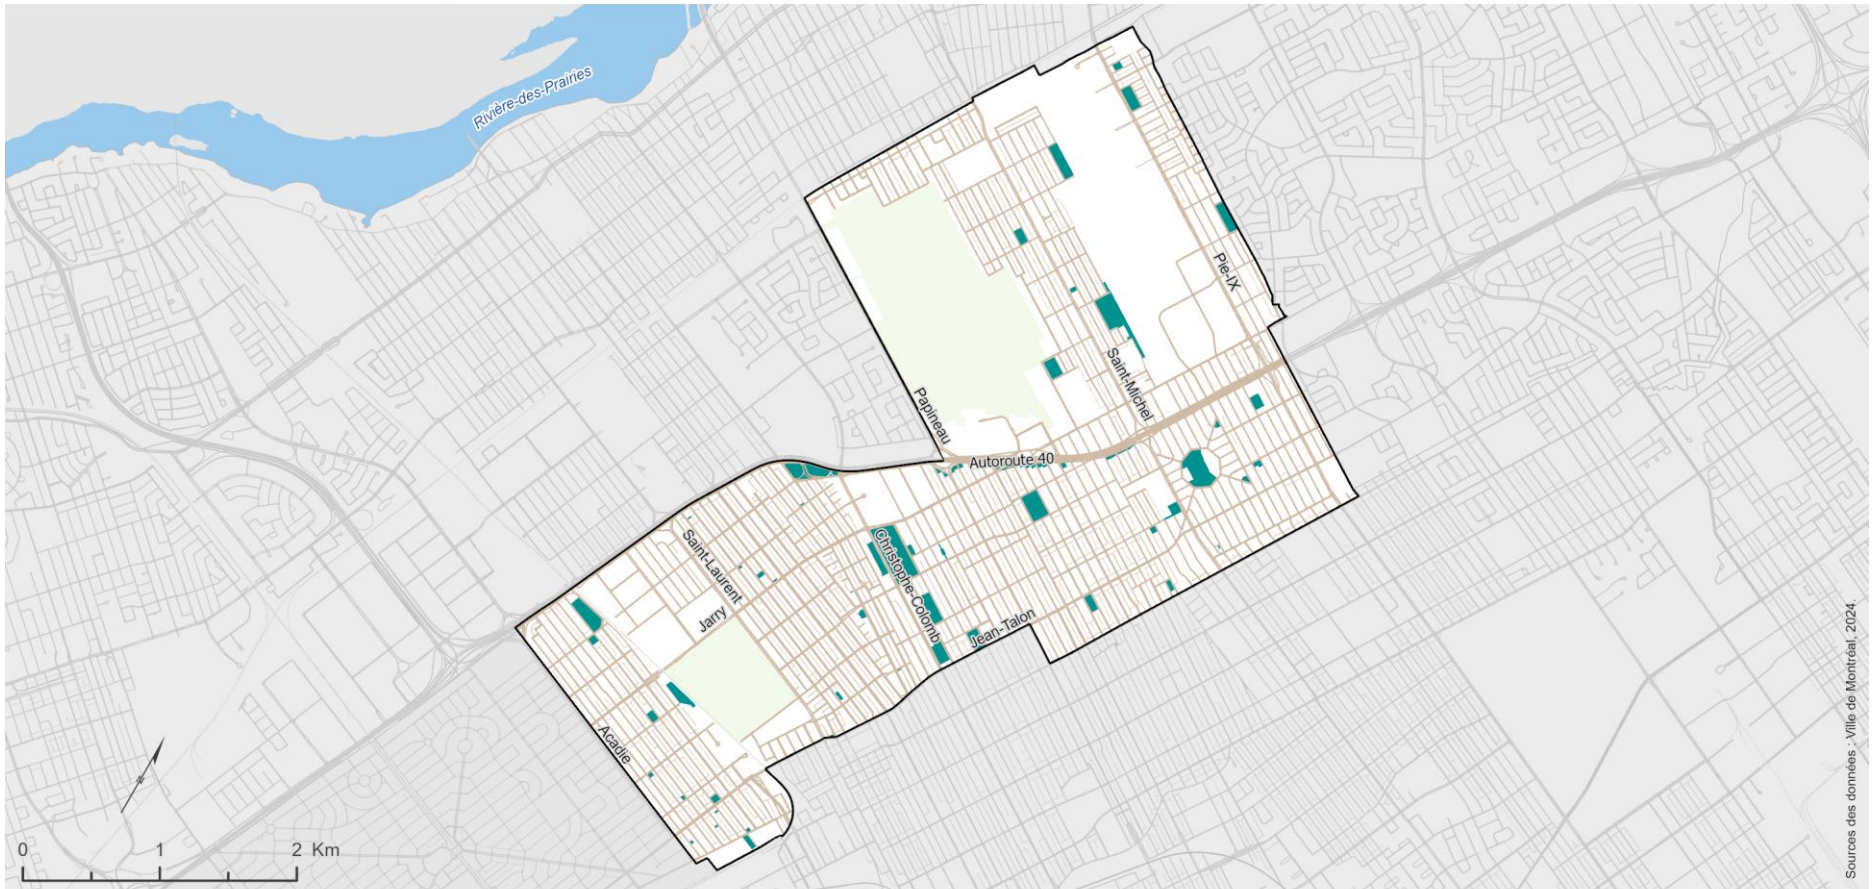 Rivière-des-Prairies
Pie-IX
Saint-Michel
Papineau
Autoroute 40
Saint-Laurent
Christophe-Colomb
Jarry
Jean-Talon
Acadie
N
0 1 2 Km
Sources des données : Ville de Montréal, 2024.